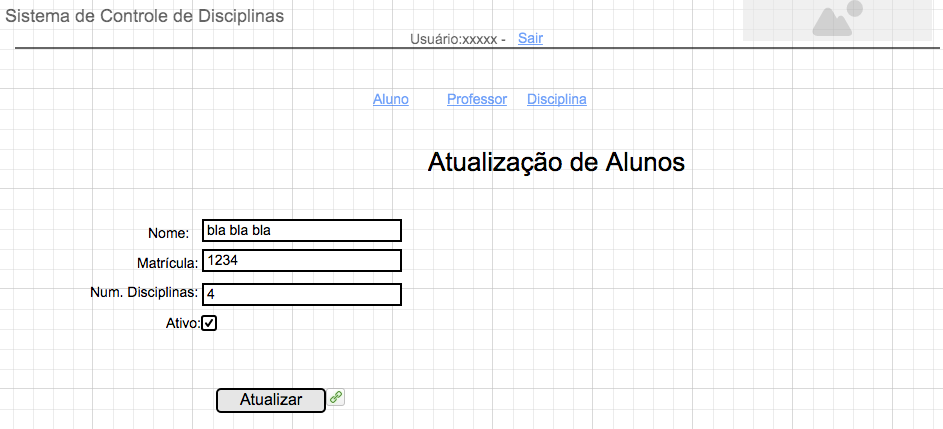 Sistema de Controle de Disciplinas
Usuário:xxxxx - Sair
Aluno Professor Disciplina
Atualização de Alunos
Nome: bla bla bla
Matrícula: 1234
Num. Disciplinas: 4
Ativo:
Atualizar